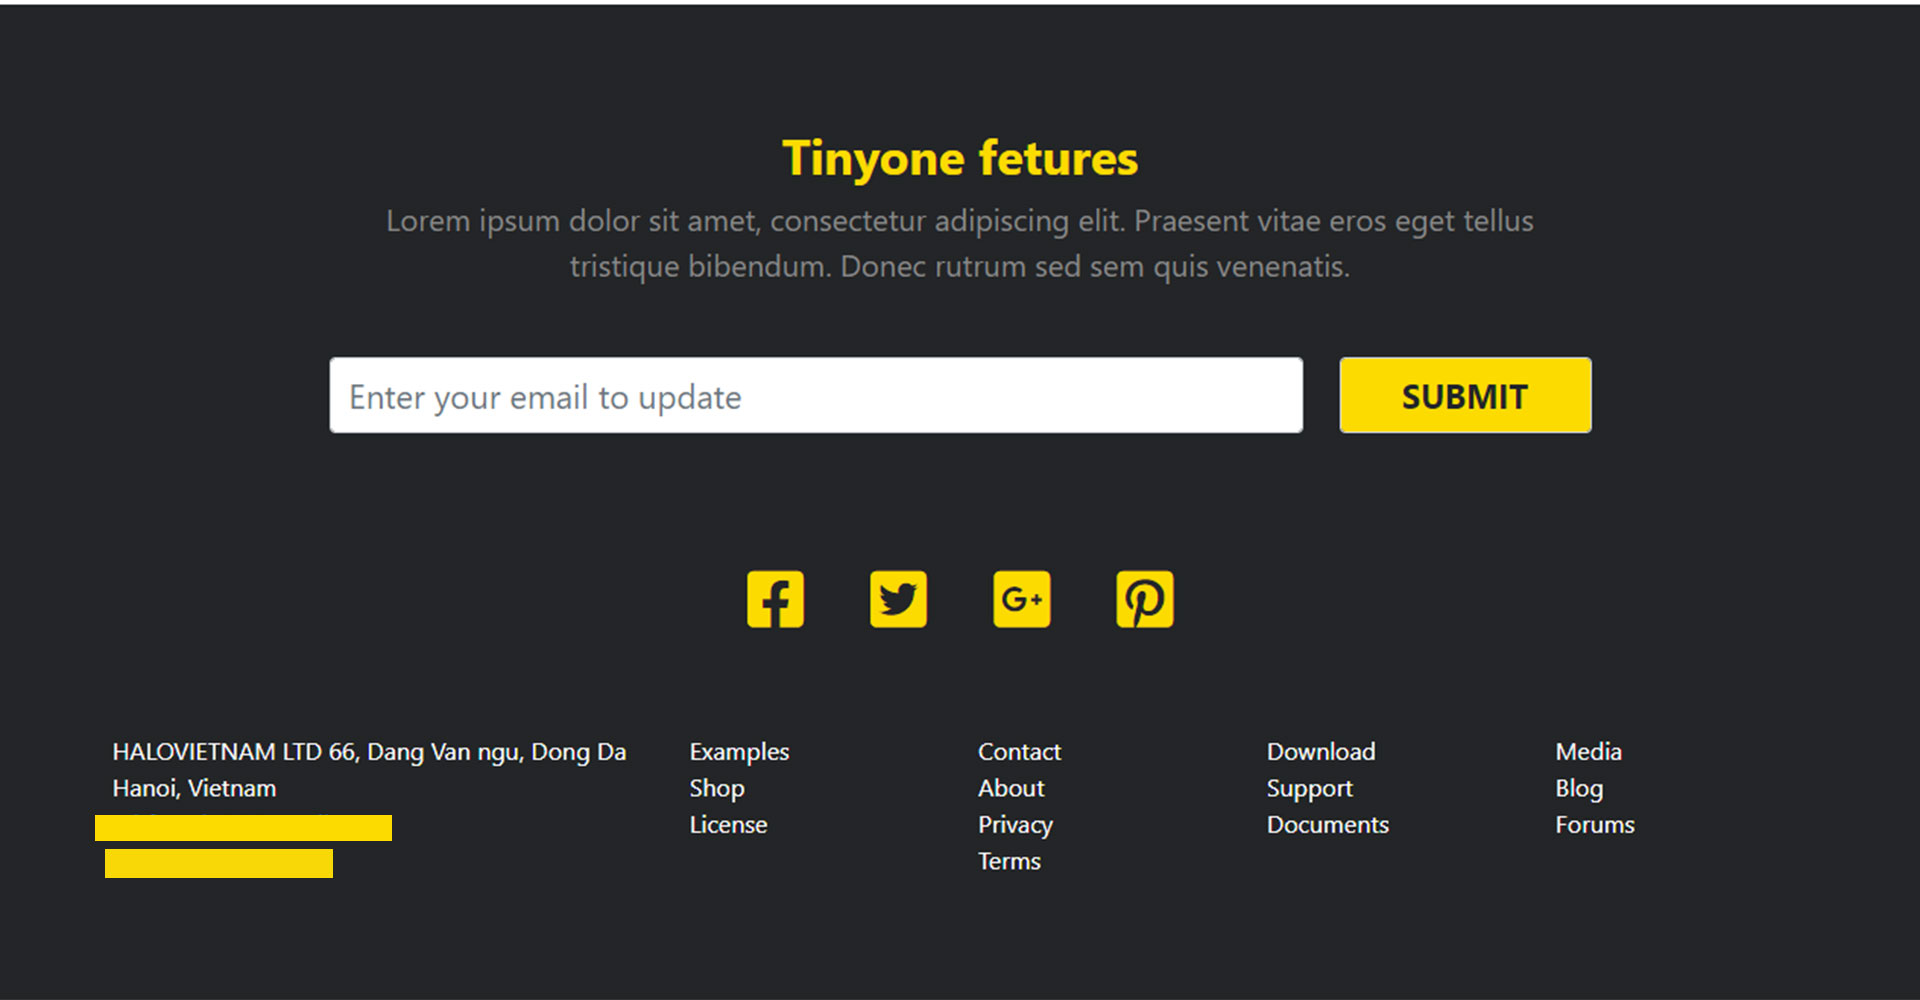 Tinyone fetures
Lorem ipsum dolor sit amet, consectetur adipiscing elit. Praesent vitae eros eget tellus
tristique bibendum. Donec rutrum sed sem quis venenatis.
Enter your email to update
SUBMIT
G+
HALOVIETNAM LTD 66, Dang Van ngu, Dong Da
Hanoi, Vietnam
Examples
Shop
License
Contact
About
Privacy
Terms
Download
Support
Documents
Media
Blog
Forums